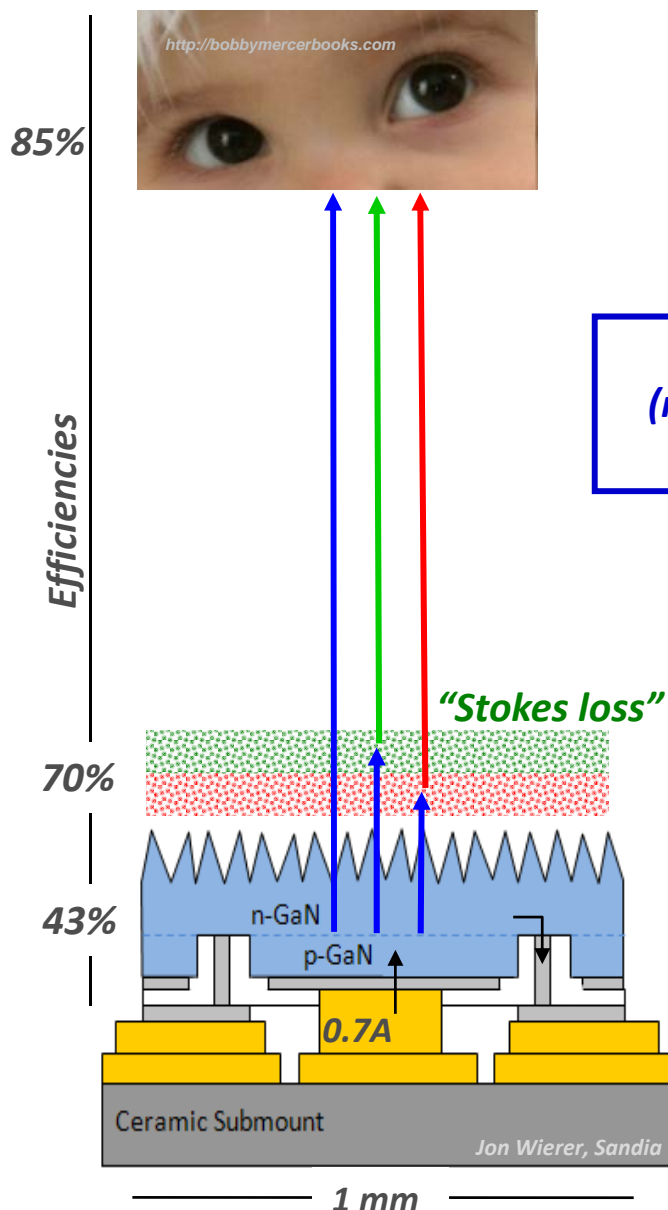 http://bobbymercerbooks.com
85%
(r
Efficiencies
“Stokes loss”
70%
43%
n-GaN
p-GaN
0.7A
Ceramic Submount
Jon Wierer, Sandia
1 mm